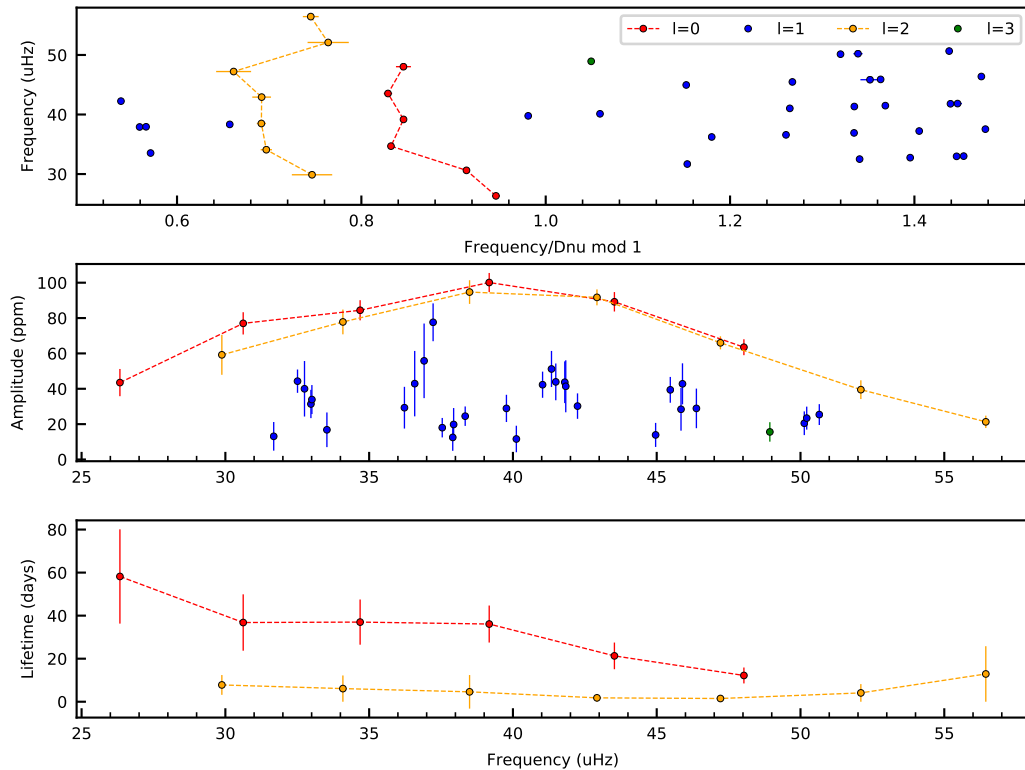 l=0 l=1 l=2 l=3
Frequency (uHz)
50
40
30
0.6 0.8 1.0 1.2 1.4
Frequency/Dnu mod 1
Amplitude (ppm)
100
80
60
40
20
0
25 30 35 40 45 50 55
Lifetime (days)
80
60
40
20
0
25 30 35 40 45 50 55
Frequency (uHz)